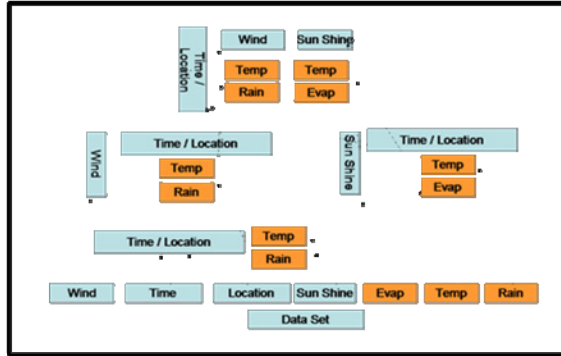 Time / Location
Wind
Sun Shine
Temp
Temp
Rain
Evap
Wind
Time / Location
Temp
Rain
Sun Shine
Time / Location
Temp
Evap
Time / Location
Temp
Rain
Wind
Time
Location
Sun Shine
Evap
Temp
Rain
Data Set